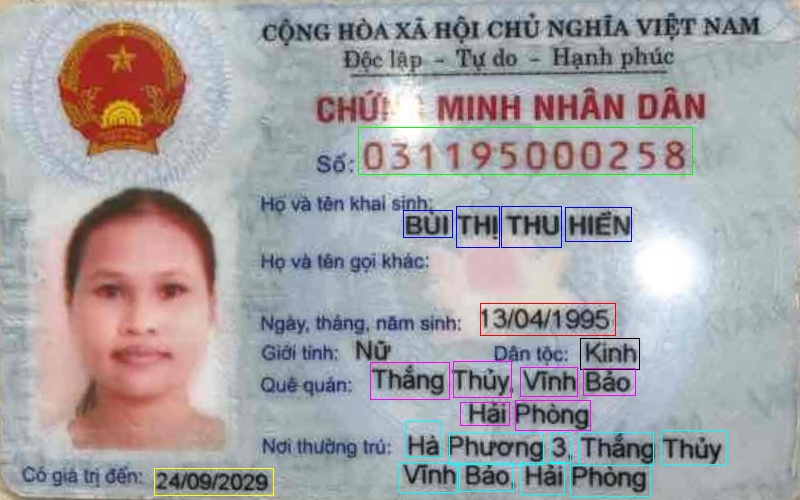 CỘNG HÒA XÃ HỘI CHỦ NGHĨA VIỆT NAM
Độc lập - Tự do - Hạnh phúc
CHỨNG MINH NHÂN DÂN
Số: 031195000258
Họ và tên khai sinh:
BÙI THỊ THU HIỀN
Họ và tên gọi khác:
Ngày, tháng, năm sinh: 13/04/1995
Giới tính: Nữ Dân tộc: Kinh
Quê quán: Thắng Thủy, Vĩnh Bảo
Hải Phòng
Nơi thường trú: Hà Phương 3, Thắng Thủy
Vĩnh Bảo, Hải Phòng
Có giá trị đến: 24/09/2029